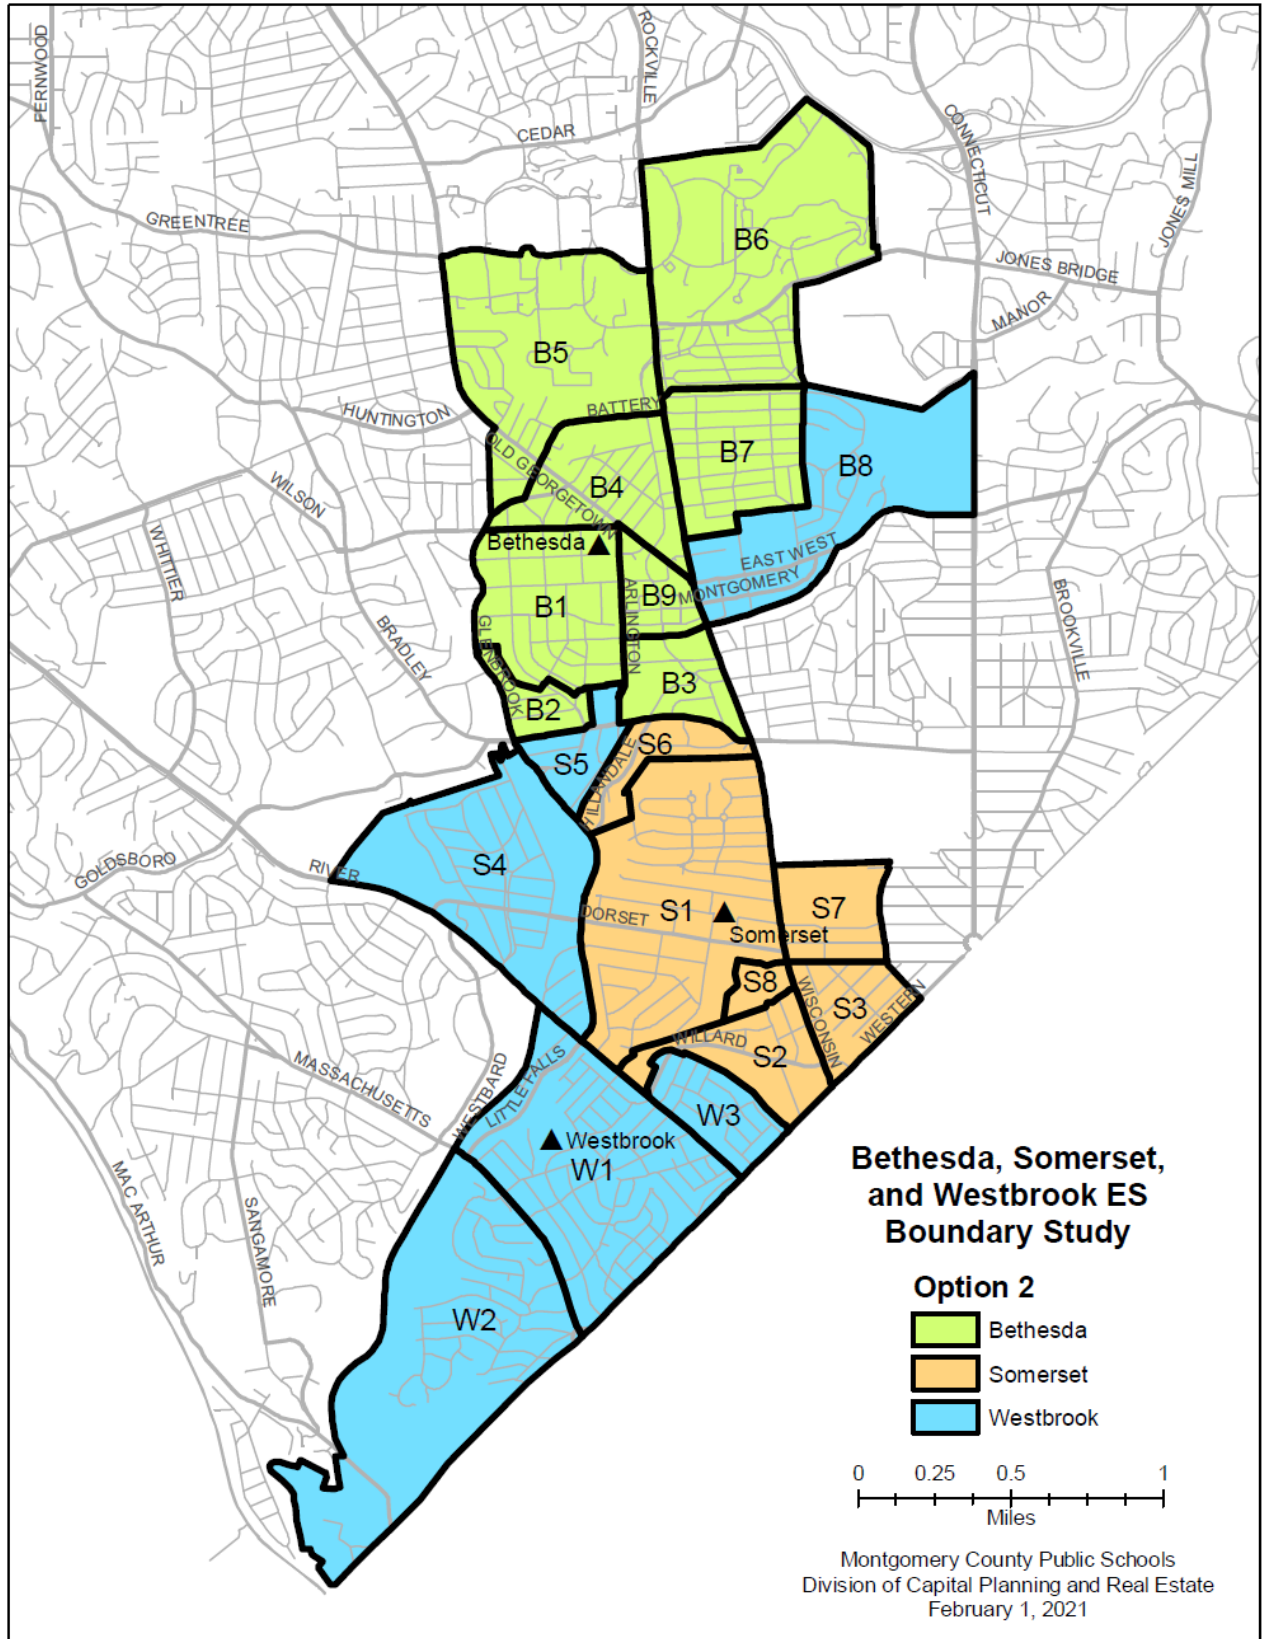 FERNWOOD
ROCKVILLE
CEDAR
CONNECTICUT
JONES MILL
GREENTREE
B6
JONES BRIDGE
MANOR
B5
HUNTINGTON
BATTERY
OLD GEORGETOWN
B7
B8
WILSON
B4
WHITTIER
Bethesda
EAST WEST
MONTGOMERY
ARLINGTON
B9
B1
BROOKVILLE
GLENBROOK
BRADLEY
B3
B2
S6
S5
HILLANDALE
GOLDSBORO
RIVER
S4
DORSET
S1
S7
Somerset
S8
WISCONSIN
S3
WESTERN
WILLARD
S2
MASSACHUSETTS
WESTBARD
LITTLE FALLS
W3
Westbrook
W1
MAC ARTHUR
SANGAMORE
W2
Bethesda, Somerset,
and Westbrook ES
Boundary Study
Option 2
Bethesda
Somerset
Westbrook
0 0.25 0.5 1
Miles
Montgomery County Public Schools
Division of Capital Planning and Real Estate
February 1, 2021